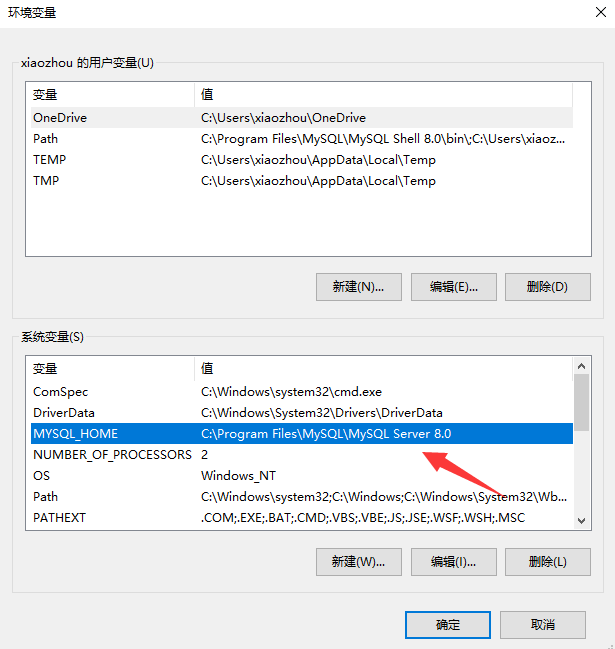 环境变量
xiaozhou 的用户变量(U)
变量 值
OneDrive C:\Users\xiaozhou\OneDrive
Path C:\Program Files\MySQL\MySQL Shell 8.0\bin\;C:\Users\xiaoz...
TEMP C:\Users\xiaozhou\AppData\Local\Temp
TMP C:\Users\xiaozhou\AppData\Local\Temp
新建(N)... 编辑(E)... 删除(D)
系统变量(S)
变量 值
ComSpec C:\Windows\system32\cmd.exe
DriverData C:\Windows\System32\Drivers\DriverData
MYSQL_HOME C:\Program Files\MySQL\MySQL Server 8.0
NUMBER_OF_PROCESSORS 2
OS Windows_NT
Path C:\Windows\system32;C:\Windows;C:\Windows\System32\Wb...
PATHEXT .COM;.EXE;.BAT;.CMD;.VBS;.VBE;.JS;.JSE;.WSF;.WSH;.MSC
新建(W)... 编辑(I)... 删除(L)
确定 取消